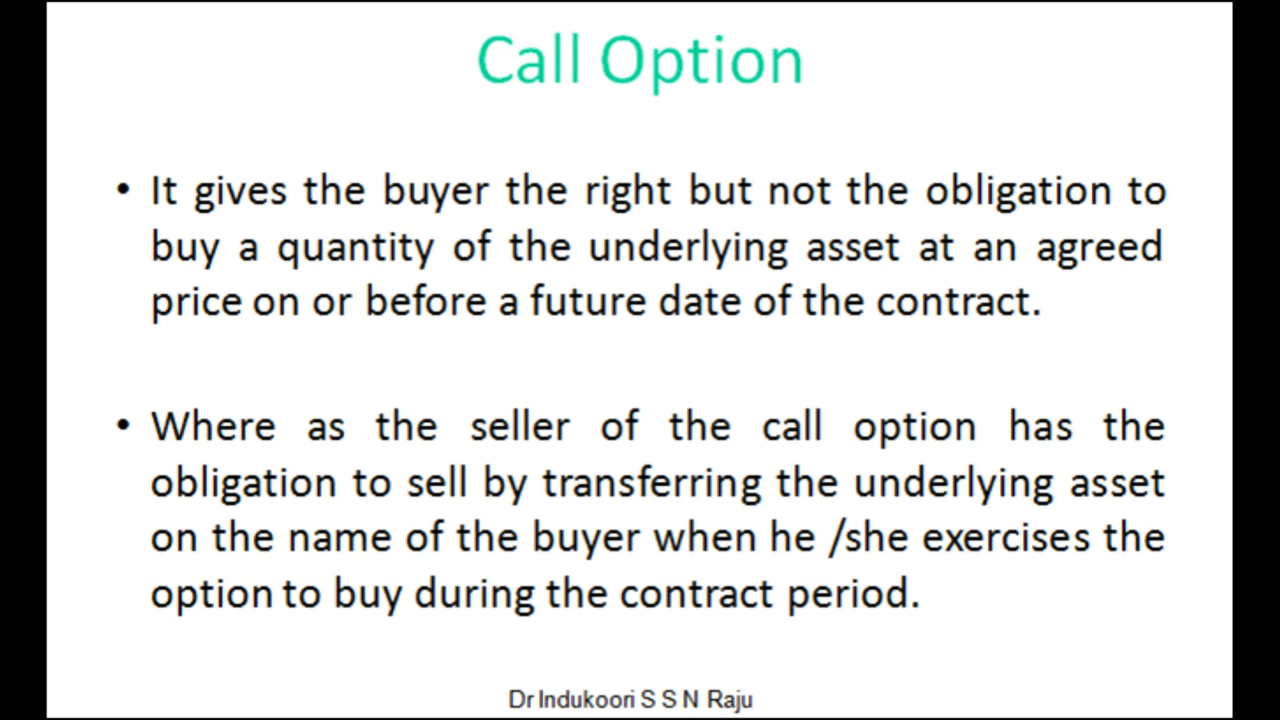 Call Option
• It gives the buyer the right but not the obligation to
buy a quantity of the underlying asset at an agreed
price on or before a future date of the contract.
• Where as the seller of the call option has the
obligation to sell by transferring the underlying asset
on the name of the buyer when he /she exercises the
option to buy during the contract period.
Dr Indukoori S S N Raju